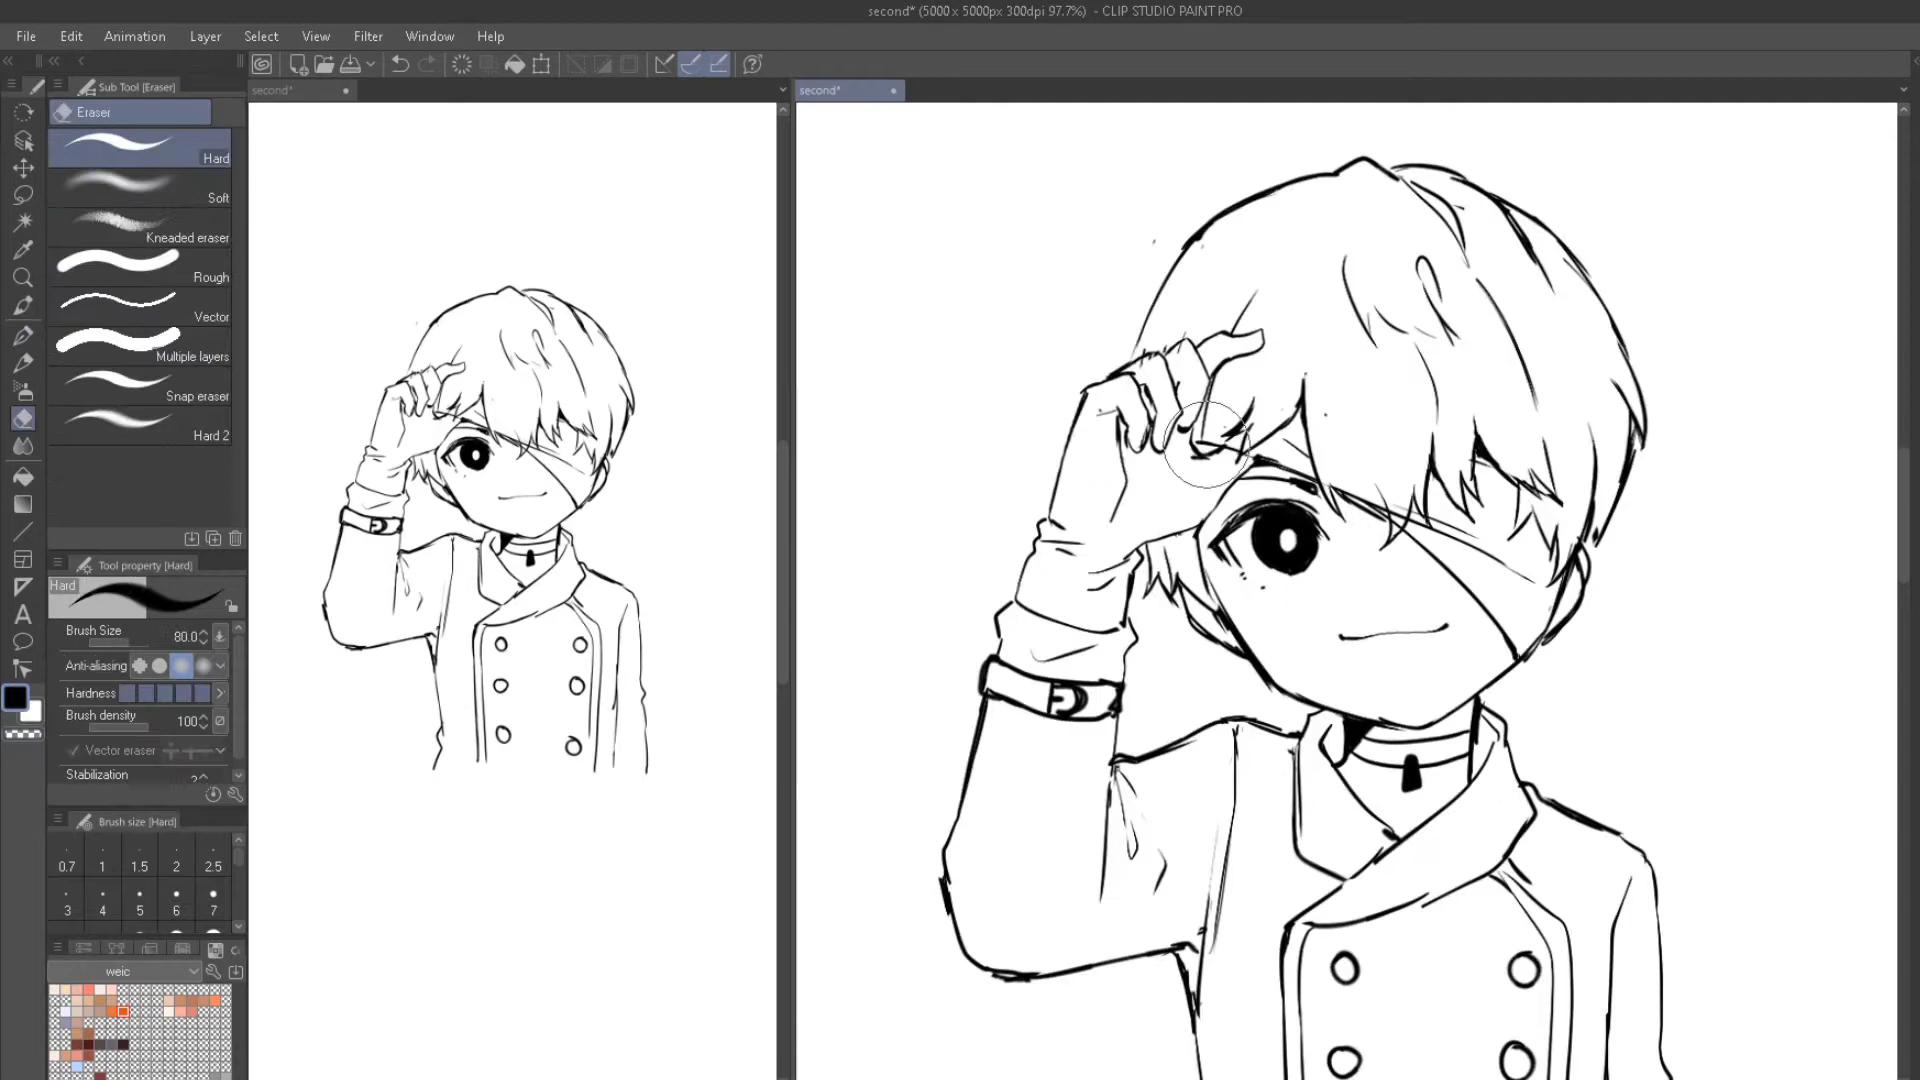 second* (5000 x 5000px 300dpi 97.7%) - CLIP STUDIO PAINT PRO
File Edit Animation Layer Select View Filter Window Help
Sub Tool [Eraser]
second*
second*
Eraser
Hard
Soft
Kneaded eraser
Rough
Vector
Multiple layers
Snap eraser
Hard 2
Tool property [Hard]
Hard
Brush Size 80.0
Anti-aliasing
Hardness
Brush density 100
Vector eraser
Stabilization
Brush size [Hard]
0.7 1 1.5 2 2.5
3 4 5 6 7
weic